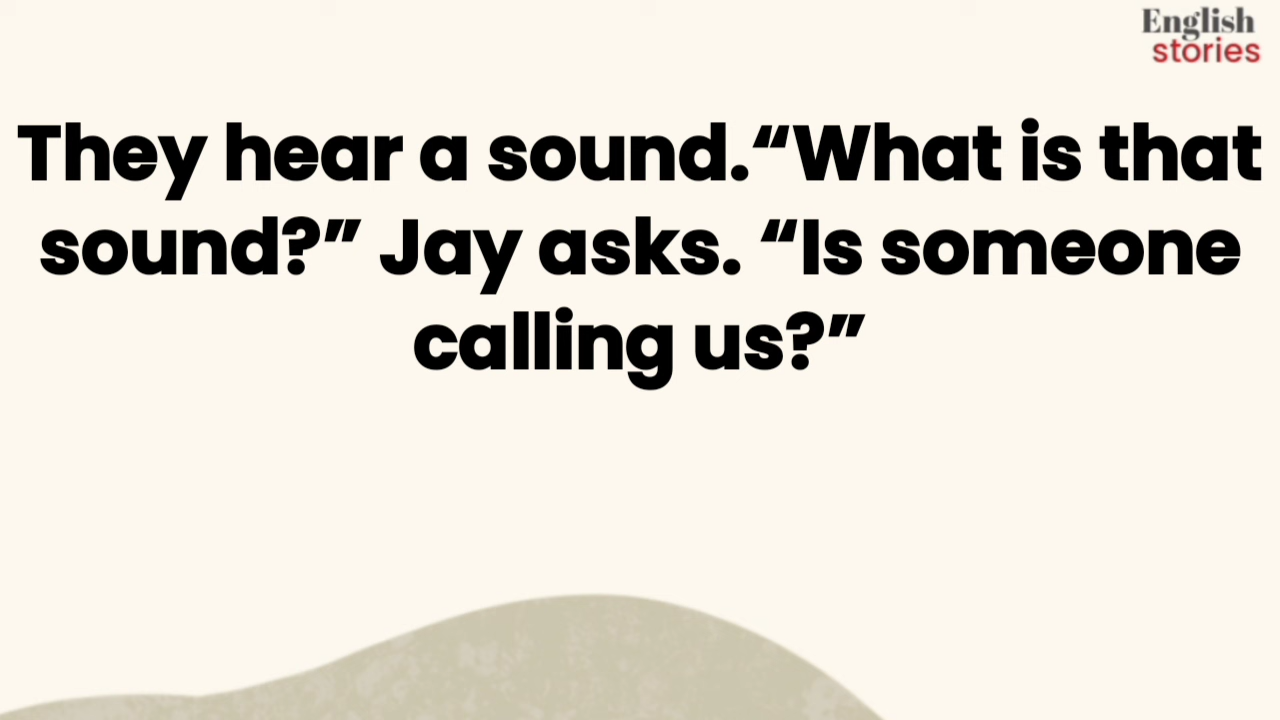 English
stories
They hear a sound.“What is that
sound?” Jay asks. “Is someone
calling us?”